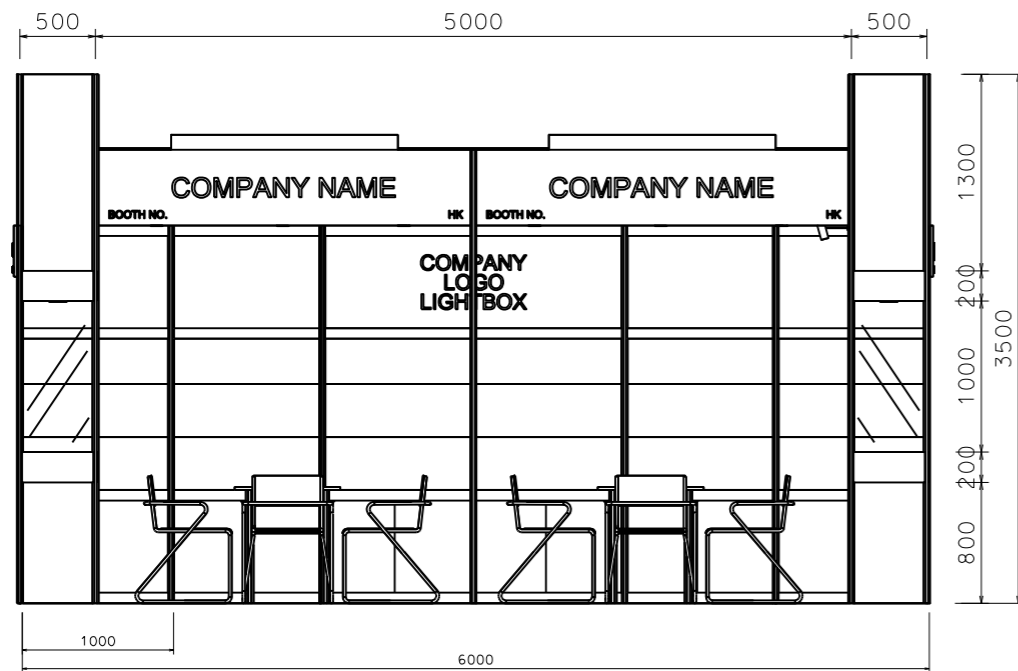 500 5000 500
COMPANY NAME COMPANY NAME
BOOTH NO. HK BOOTH NO. HK
COMPANY
LOGO
LIGHTBOX
1300
200
1000
200
800
3500
1000
6000